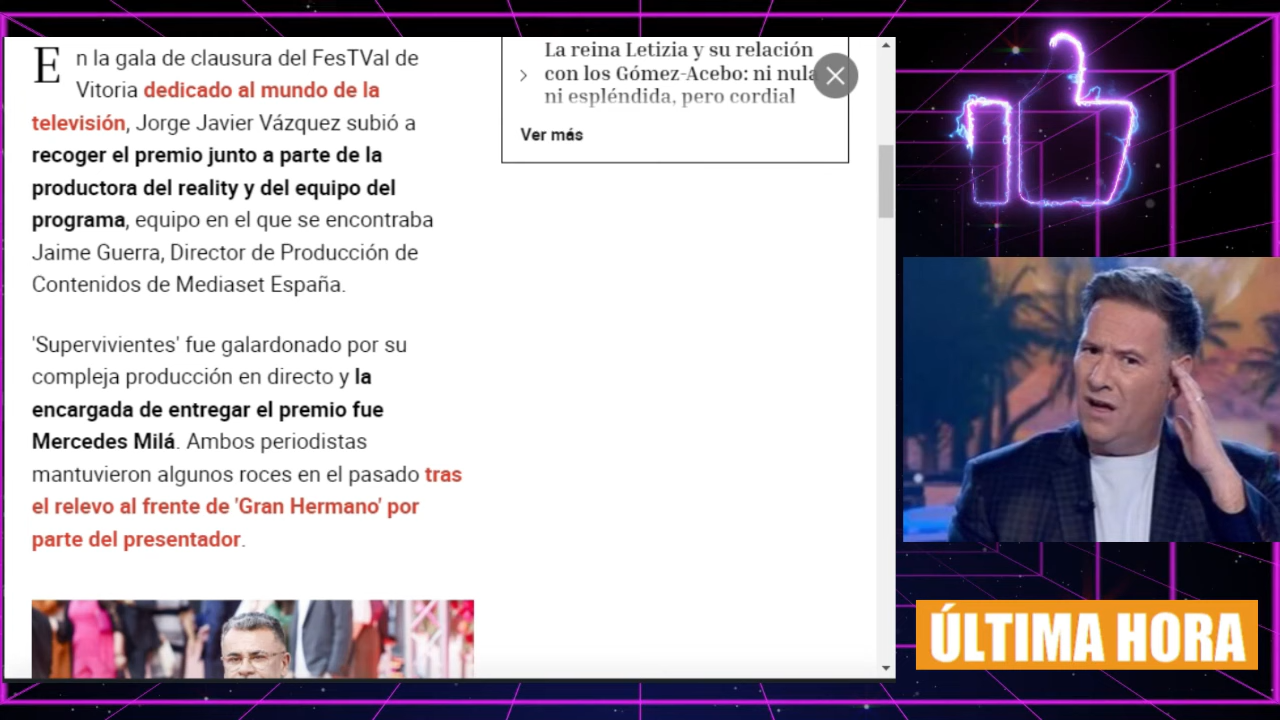 En la gala de clausura del FesTVal de
Vitoria dedicado al mundo de la
televisión, Jorge Javier Vázquez subió a
recoger el premio junto a parte de la
productora del reality y del equipo del
programa, equipo en el que se encontraba
Jaime Guerra, Director de Producción de
Contenidos de Mediaset España.
'Supervivientes' fue galardonado por su
compleja producción en directo y la
encargada de entregar el premio fue
Mercedes Milá. Ambos periodistas
mantuvieron algunos roces en el pasado tras
el relevo al frente de 'Gran Hermano' por
parte del presentador.
La reina Letizia y su relación
con los Gómez-Acebo: ni nula
ni espléndida, pero cordial
Ver más
ÚLTIMA HORA